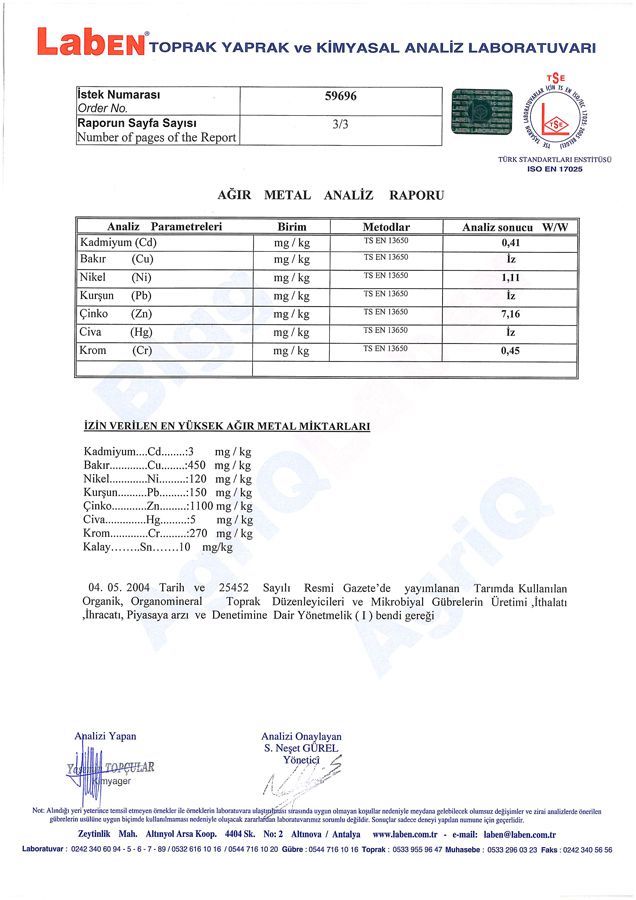 LabEN® TOPRAK YAPRAK ve KİMYASAL ANALİZ LABORATUVARI
İstek Numarası 59696
Order No.
Raporun Sayfa Sayısı 3/3
Number of pages of the Report
TSE
TÜRK STANDARTLARI ENSTİTÜSÜ
ISO EN 17025
AĞIR METAL ANALİZ RAPORU
Analiz Parametreleri Birim Metodlar Analiz sonucu W/W
Kadmiyum (Cd) mg / kg TS EN 13650 0,41
Bakır (Cu) mg / kg TS EN 13650 İz
Nikel (Ni) mg / kg TS EN 13650 1,11
Kurşun (Pb) mg / kg TS EN 13650 İz
Çinko (Zn) mg / kg TS EN 13650 7,16
Civa (Hg) mg / kg TS EN 13650 İz
Krom (Cr) mg / kg TS EN 13650 0,45
İZİN VERİLEN EN YÜKSEK AĞIR METAL MİKTARLARI
Kadmiyum....Cd........:3 mg / kg
Bakır.............Cu........:450 mg / kg
Nikel.............Ni........:120 mg / kg
Kurşun..........Pb........:150 mg / kg
Çinko............Zn........:1100 mg / kg
Civa..............Hg........:5 mg / kg
Krom............Cr........:270 mg / kg
Kalay…….Sn…….10 mg/kg
04. 05. 2004 Tarih ve 25452 Sayılı Resmi Gazete’de yayımlanan Tarımda Kullanılan
Organik, Organomineral Toprak Düzenleyicileri ve Mikrobiyal Gübrelerin Üretimi ,İthalatı
,İhracatı, Piyasaya arzı ve Denetimine Dair Yönetmelik ( I ) bendi gereği
Analizi Yapan
TOPÇULAR
Kimyager
Analizi Onaylayan
S. Neşet GÜREL
Yönetici
Not: Alındığı yeri yeterince temsil etmeyen örnekler ile örneklerin laboratuvara ulaştırılması sırasında uygun olmayan koşullar nedeniyle meydana gelebilecek olumsuz değişimler ve zirai analizlerde önerilen
gübrelerin usülüne uygun biçimde kullanılmaması nedeniyle oluşacak zararlardan laboratuvarımız sorumlu değildir. Sonuçlar sadece deneyi yapılan numune için geçerlidir.
Zeytinlik Mah. Altınyol Arsa Koop. 4404 Sk. No: 2 Altınova / Antalya www.laben.com.tr - e-mail: laben@laben.com.tr
Laboratuvar : 0242 340 60 94 - 5 - 6 - 7 - 89 / 0532 616 10 16 / 0544 716 10 20 Gübre : 0544 716 10 16 Toprak : 0533 955 96 47 Muhasebe : 0533 296 03 23 Faks : 0242 340 56 56